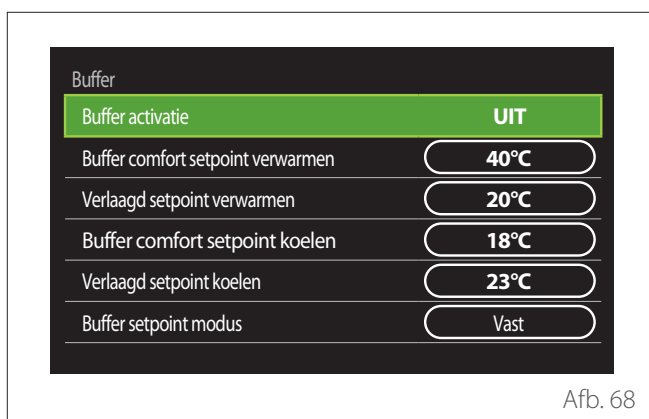 Buffer
Buffer activatie UIT
Buffer comfort setpoint verwarmen 40°C
Verlaagd setpoint verwarmen 20°C
Buffer comfort setpoint koelen 18°C
Verlaagd setpoint koelen 23°C
Buffer setpoint modus Vast
Afb. 68